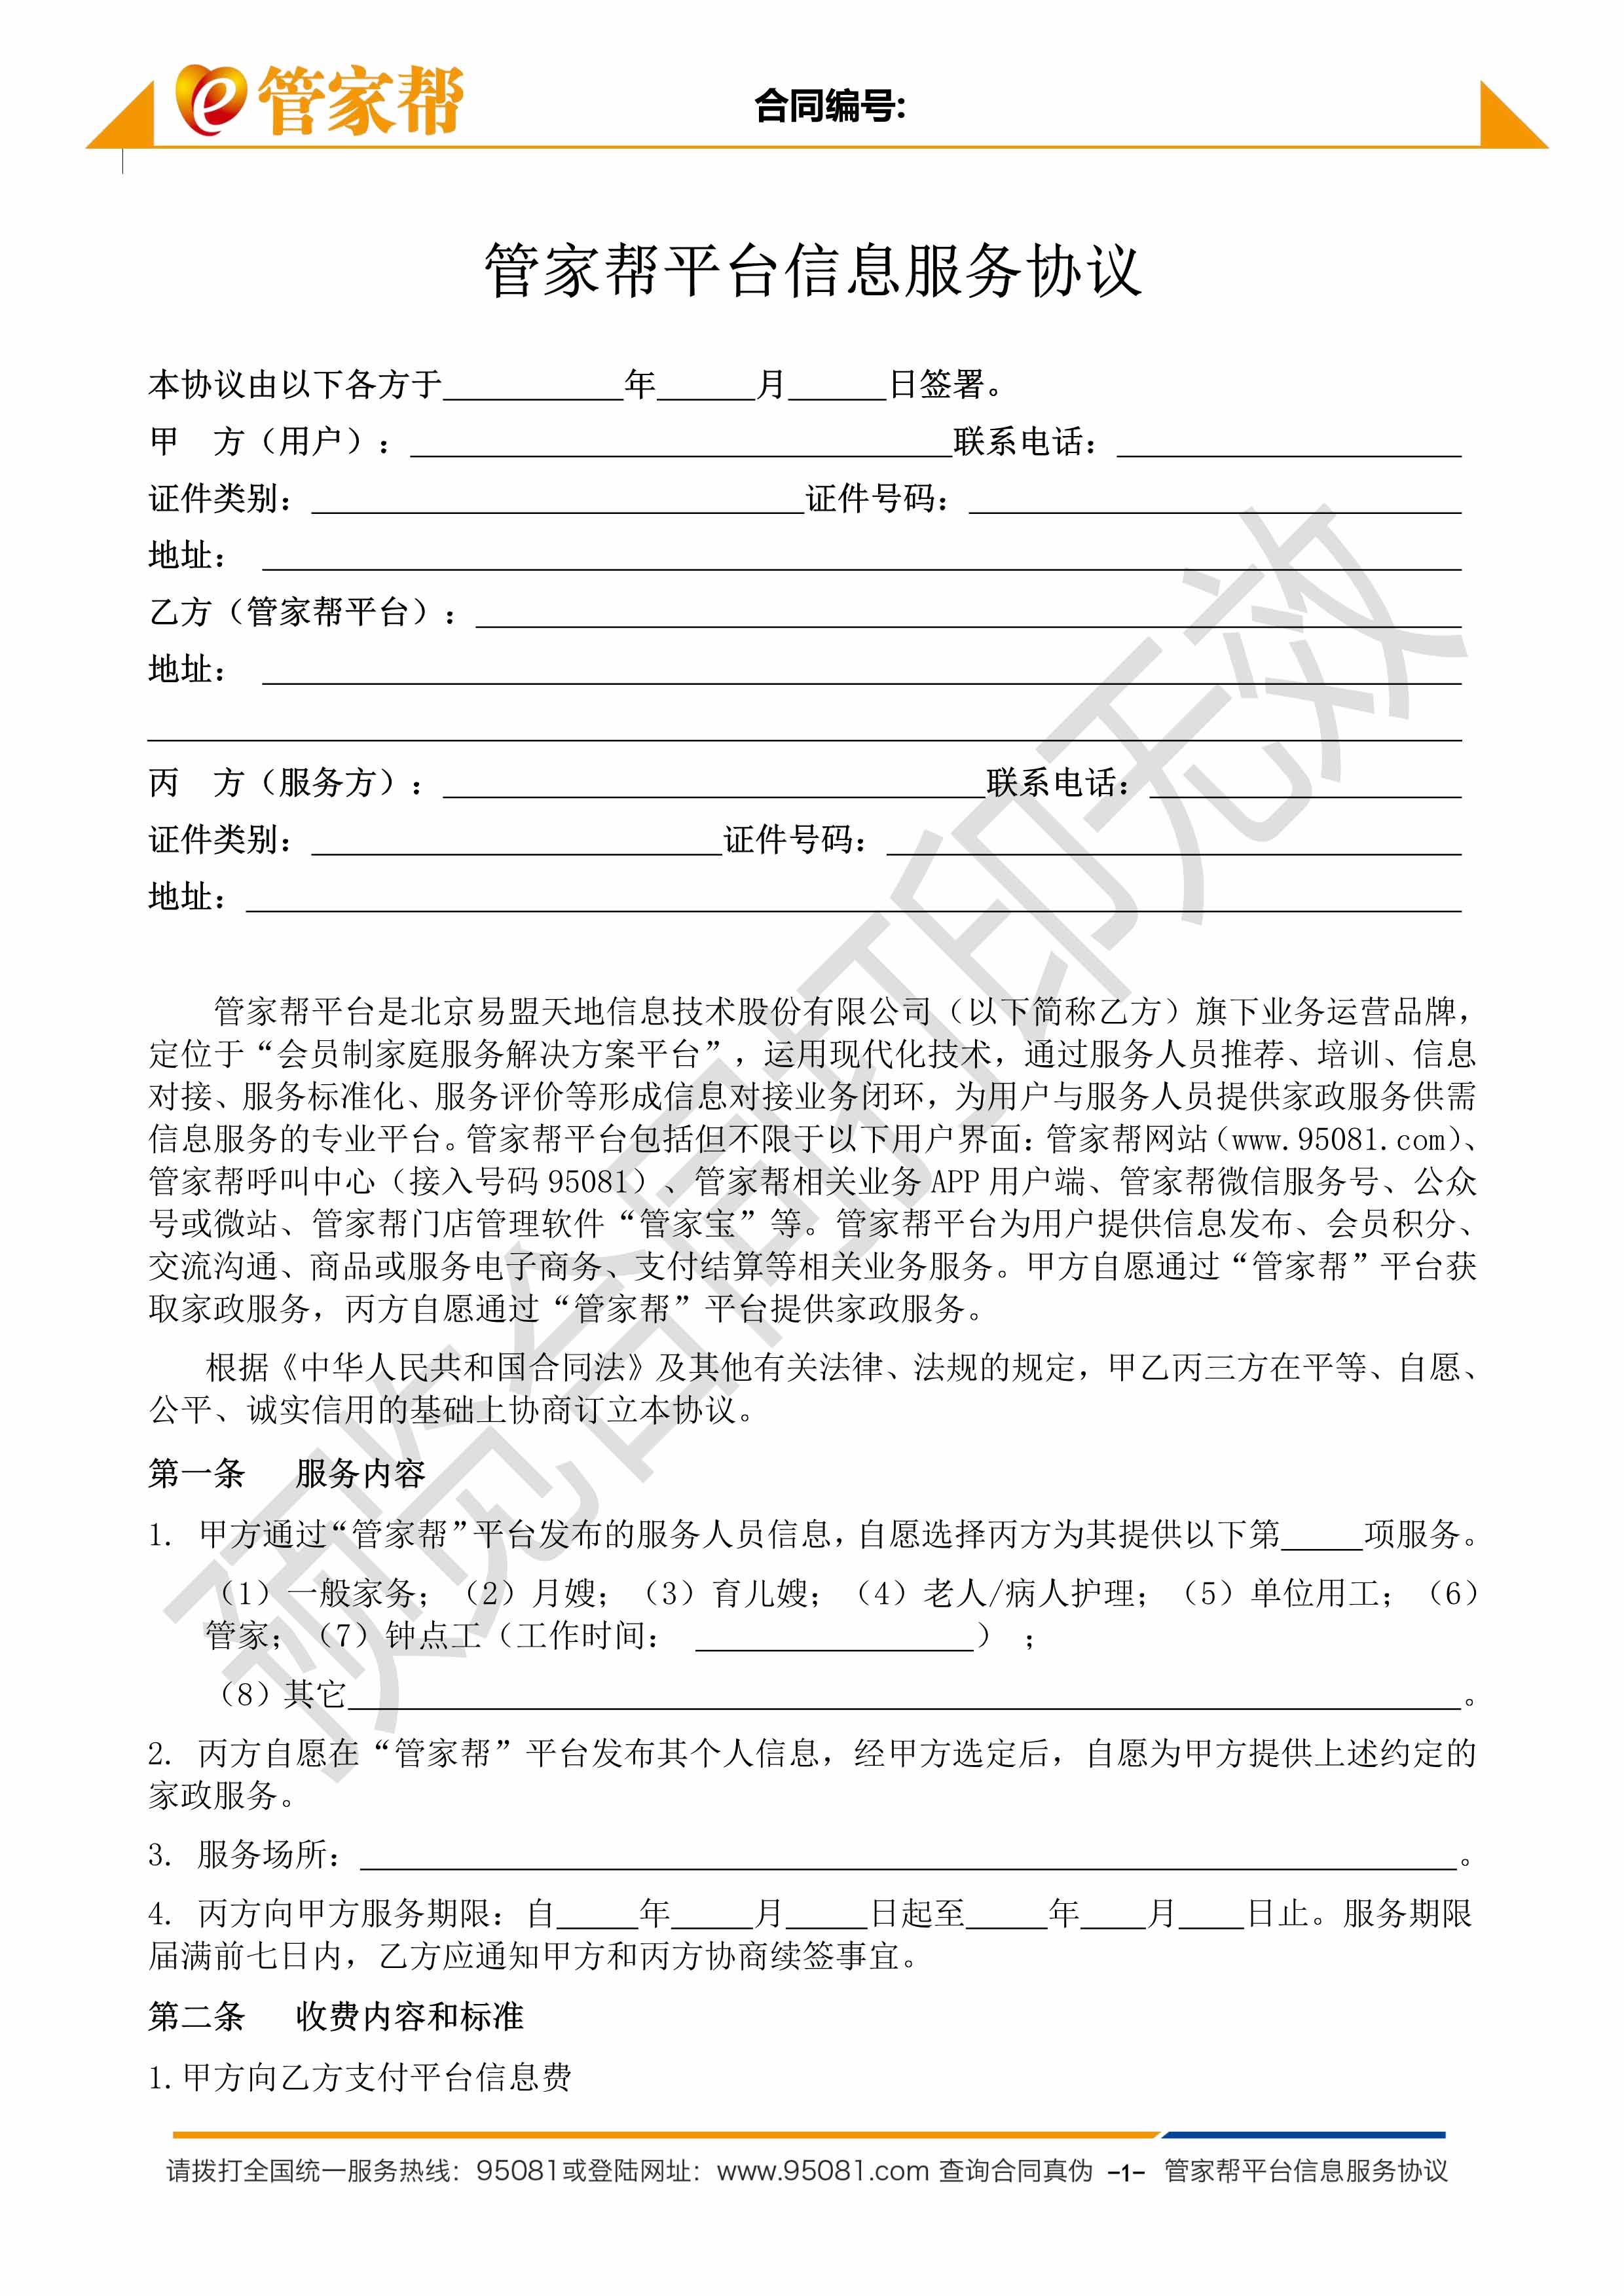 管家帮
合同编号:
管家帮平台信息服务协议
本协议由以下各方于___________年______月______日签署。
甲　方（用户）：_________________________________联系电话：_____________________
证件类别：______________________________证件号码：______________________________
地址：　_________________________________________________________________________
乙方（管家帮平台）：____________________________________________________________
地址：　_________________________________________________________________________
________________________________________________________________________________
丙　方（服务方）：_________________________________联系电话：___________________
证件类别：_________________________证件号码：___________________________________
地址：__________________________________________________________________________
管家帮平台是北京易盟天地信息技术股份有限公司（以下简称乙方）旗下业务运营品牌，
定位于“会员制家庭服务解决方案平台”，运用现代化技术，通过服务人员推荐、培训、信息
对接、服务标准化、服务评价等形成信息对接业务闭环，为用户与服务人员提供家政服务供需
信息服务的专业平台。管家帮平台包括但不限于以下用户界面：管家帮网站（www.95081.com）、
管家帮呼叫中心（接入号码 95081）、管家帮相关业务 APP 用户端、管家帮微信服务号、公众
号或微站、管家帮门店管理软件“管家宝”等。管家帮平台为用户提供信息发布、会员积分、
交流沟通、商品或服务电子商务、支付结算等相关业务服务。甲方自愿通过“管家帮”平台获
取家政服务，丙方自愿通过“管家帮”平台提供家政服务。
根据《中华人民共和国合同法》及其他有关法律、法规的规定，甲乙丙三方在平等、自愿、
公平、诚实信用的基础上协商订立本协议。
第一条　服务内容
1. 甲方通过“管家帮”平台发布的服务人员信息，自愿选择丙方为其提供以下第_____项服务。
（1）一般家务；（2）月嫂；（3）育儿嫂；（4）老人/病人护理；（5）单位用工；（6）
管家；（7）钟点工（工作时间：　_________________） ；
（8）其它____________________________________________________________________。
2. 丙方自愿在“管家帮”平台发布其个人信息，经甲方选定后，自愿为甲方提供上述约定的
家政服务。
3. 服务场所：___________________________________________________________________。
4. 丙方向甲方服务期限：自_____年_____月_____日起至_____年____月____日止。服务期限
届满前七日内，乙方应通知甲方和丙方协商续签事宜。
第二条　收费内容和标准
1.甲方向乙方支付平台信息费
请拨打全国统一服务热线：95081或登陆网址：www.95081.com 查询合同真伪 -1- 管家帮平台信息服务协议
预览合同打印无效